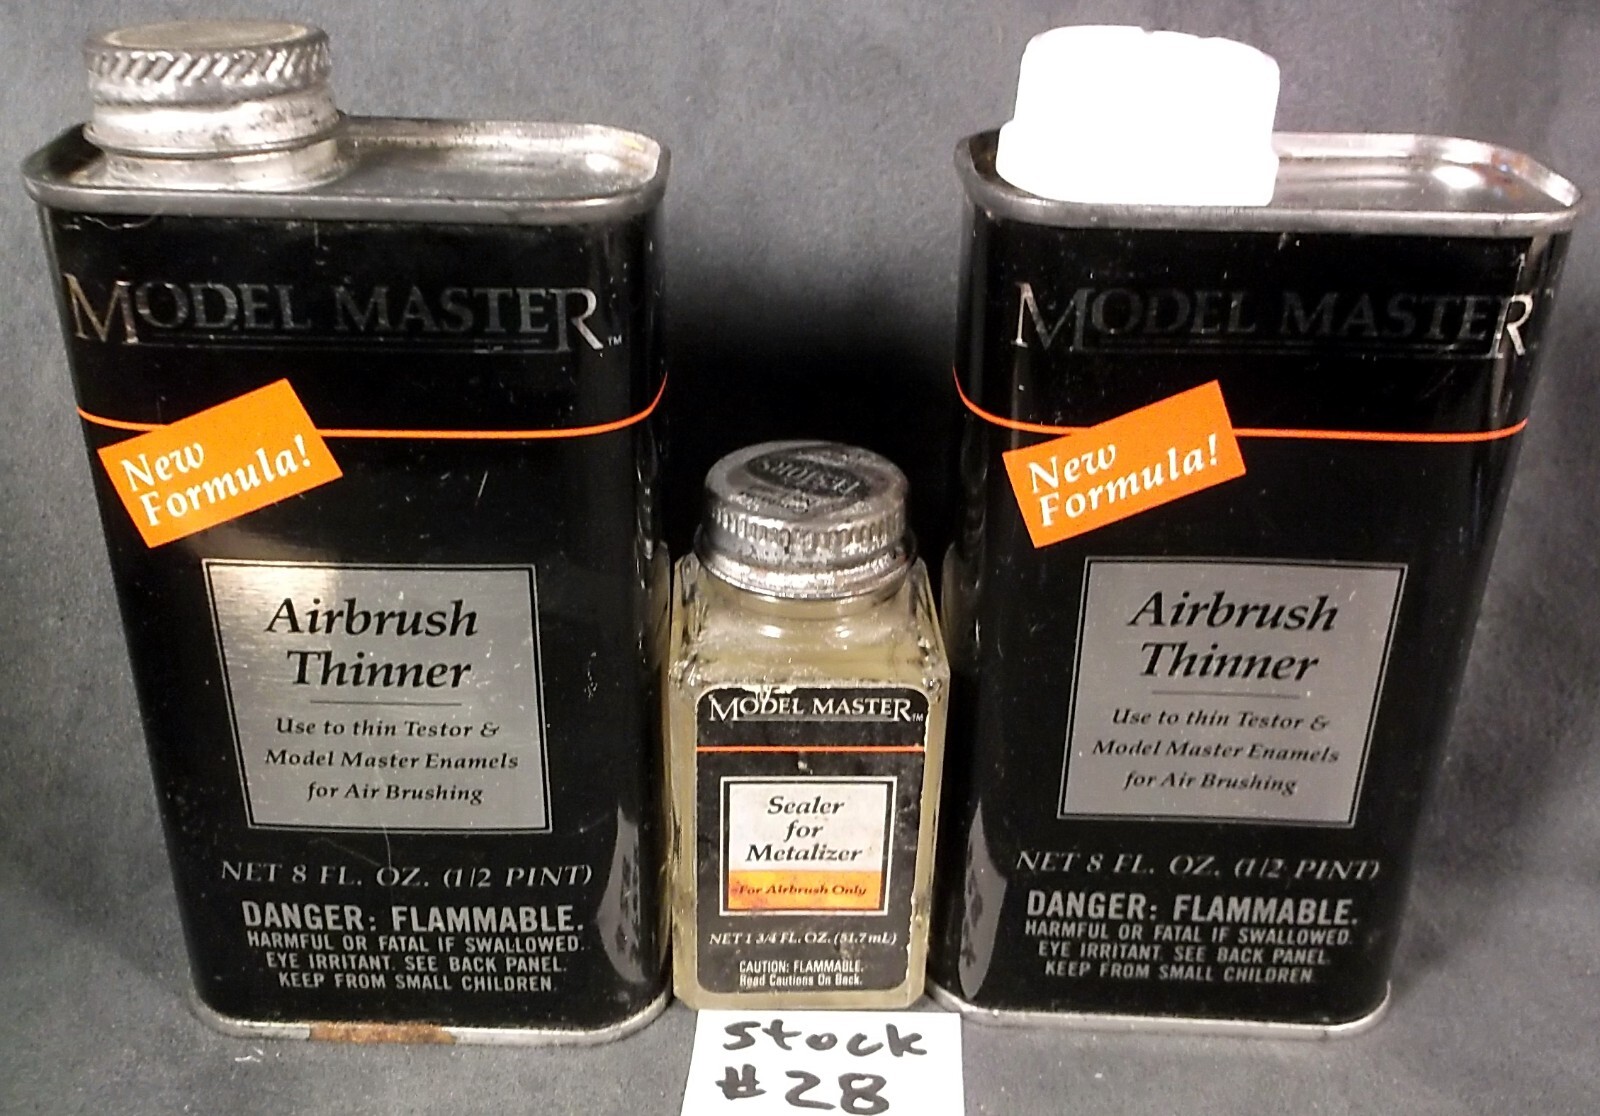 MODEL MASTER™
New
Formula!
Airbrush
Thinner
Use to thin Testor &
Model Master Enamels
for Air Brushing
NET 8 FL. OZ. (1/2 PINT)
DANGER: FLAMMABLE.
HARMFUL OR FATAL IF SWALLOWED.
EYE IRRITANT. SEE BACK PANEL.
KEEP FROM SMALL CHILDREN.
TESTORS
MODEL MASTER™
Sealer
for
Metalizer
For Airbrush Only
NET 1 3/4 FL. OZ. (51.7mL)
CAUTION: FLAMMABLE.
Read Cautions On Back.
stock
#28
MODEL MASTER
New
Formula!
Airbrush
Thinner
Use to thin Testor &
Model Master Enamels
for Air Brushing
NET 8 FL. OZ. (1/2 PINT)
DANGER: FLAMMABLE.
HARMFUL OR FATAL IF SWALLOWED.
EYE IRRITANT. SEE BACK PANEL.
KEEP FROM SMALL CHILDREN.